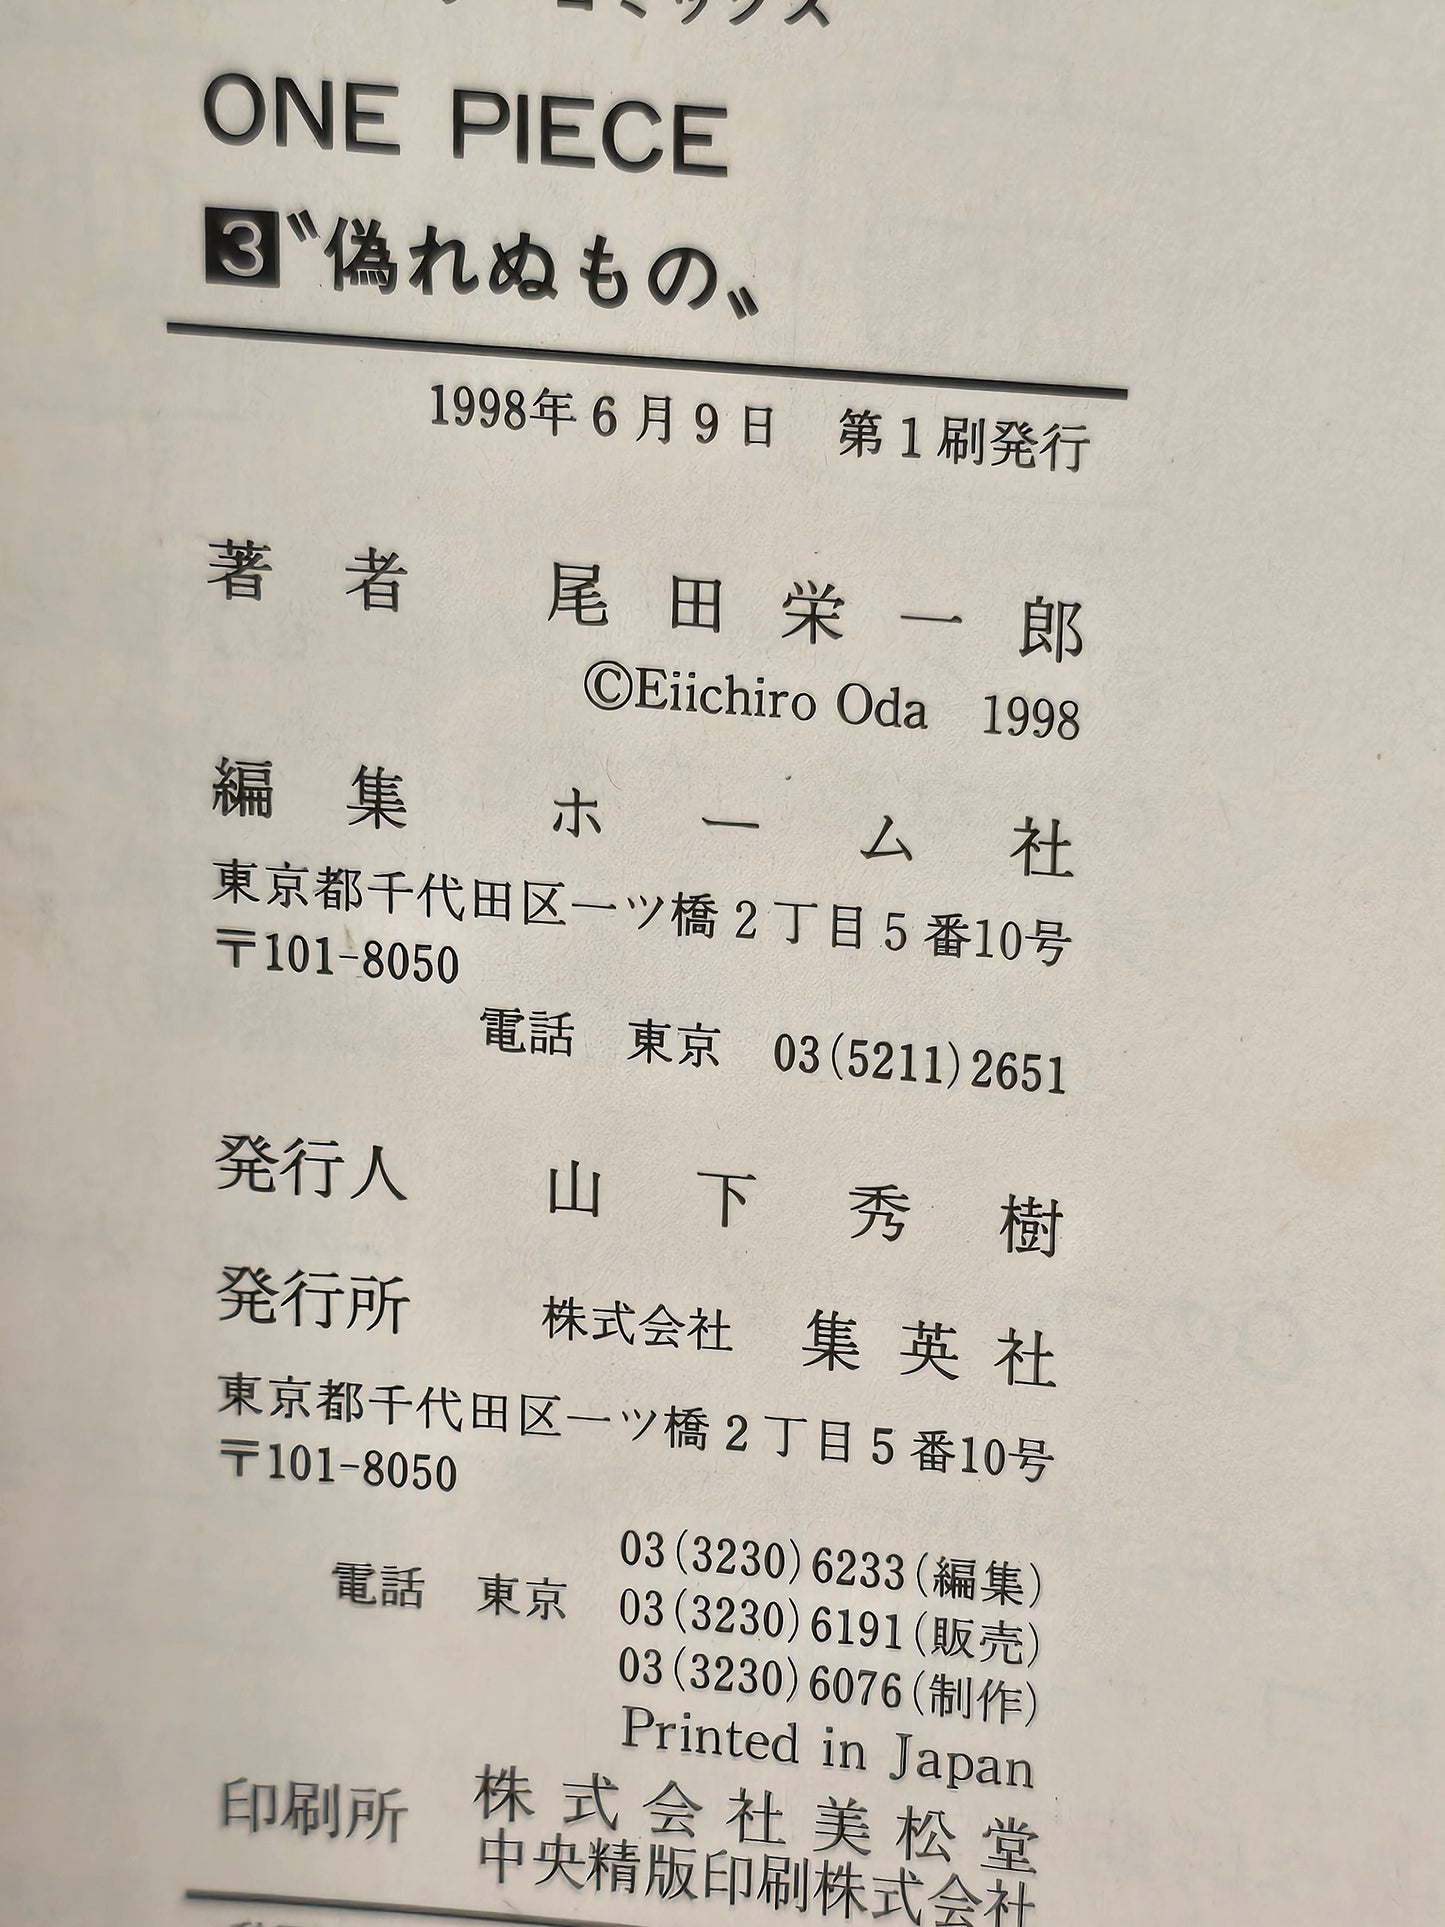 コミックス
ONE PIECE
3 〝偽れぬもの〟
1998年6月9日 第1刷発行
著者 尾田栄一郎
©Eiichiro Oda 1998
編集 ホーム社
東京都千代田区一ツ橋2丁目5番10号
〒101-8050
電話 東京 03(5211)2651
発行人 山下秀樹
発行所 株式会社 集英社
東京都千代田区一ツ橋2丁目5番10号
〒101-8050
03(3230)6233(編集)
電話 東京 03(3230)6191(販売)
03(3230)6076(制作)
Printed in Japan
印刷所 株式会社美松堂
中央精版印刷株式会社